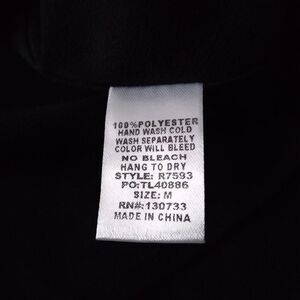 100%POLYESTER
HAND WASH COLD
WASH SEPARATELY
COLOR WILL BLEED
NO BLEACH
HANG TO DRY
STYLE: R7593
PO:TL40886
SIZE: M
RN#: 130733
MADE IN CHINA